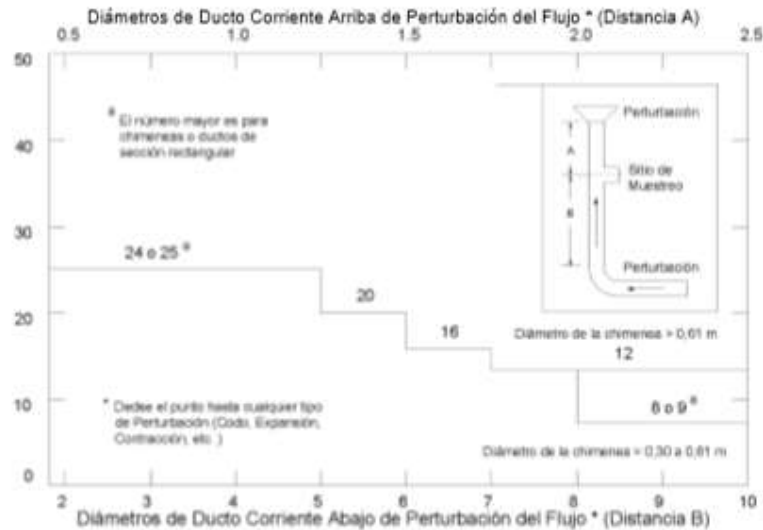 Diámetros de Ducto Corriente Arriba de Perturbación del Flujo * (Distancia A)
0.5 1.0 1.5 2.0 2.5
50
40
30
20
10
0
a El número mayor es para
chimeneas o ductos de
sección rectangular
Perturbación
A
Sitio de
Muestreo
B
Perturbación
24 o 25 a
20
16
Diámetro de la chimenea > 0,61 m
12
8 o 9 a
* Desde el punto hasta cualquier tipo
de Perturbación (Codo, Expansión,
Contracción, etc.)
Diámetro de la chimenea = 0,30 a 0,61 m
2 3 4 5 6 7 8 9 10
Diámetros de Ducto Corriente Abajo de Perturbación del Flujo * (Distancia B)